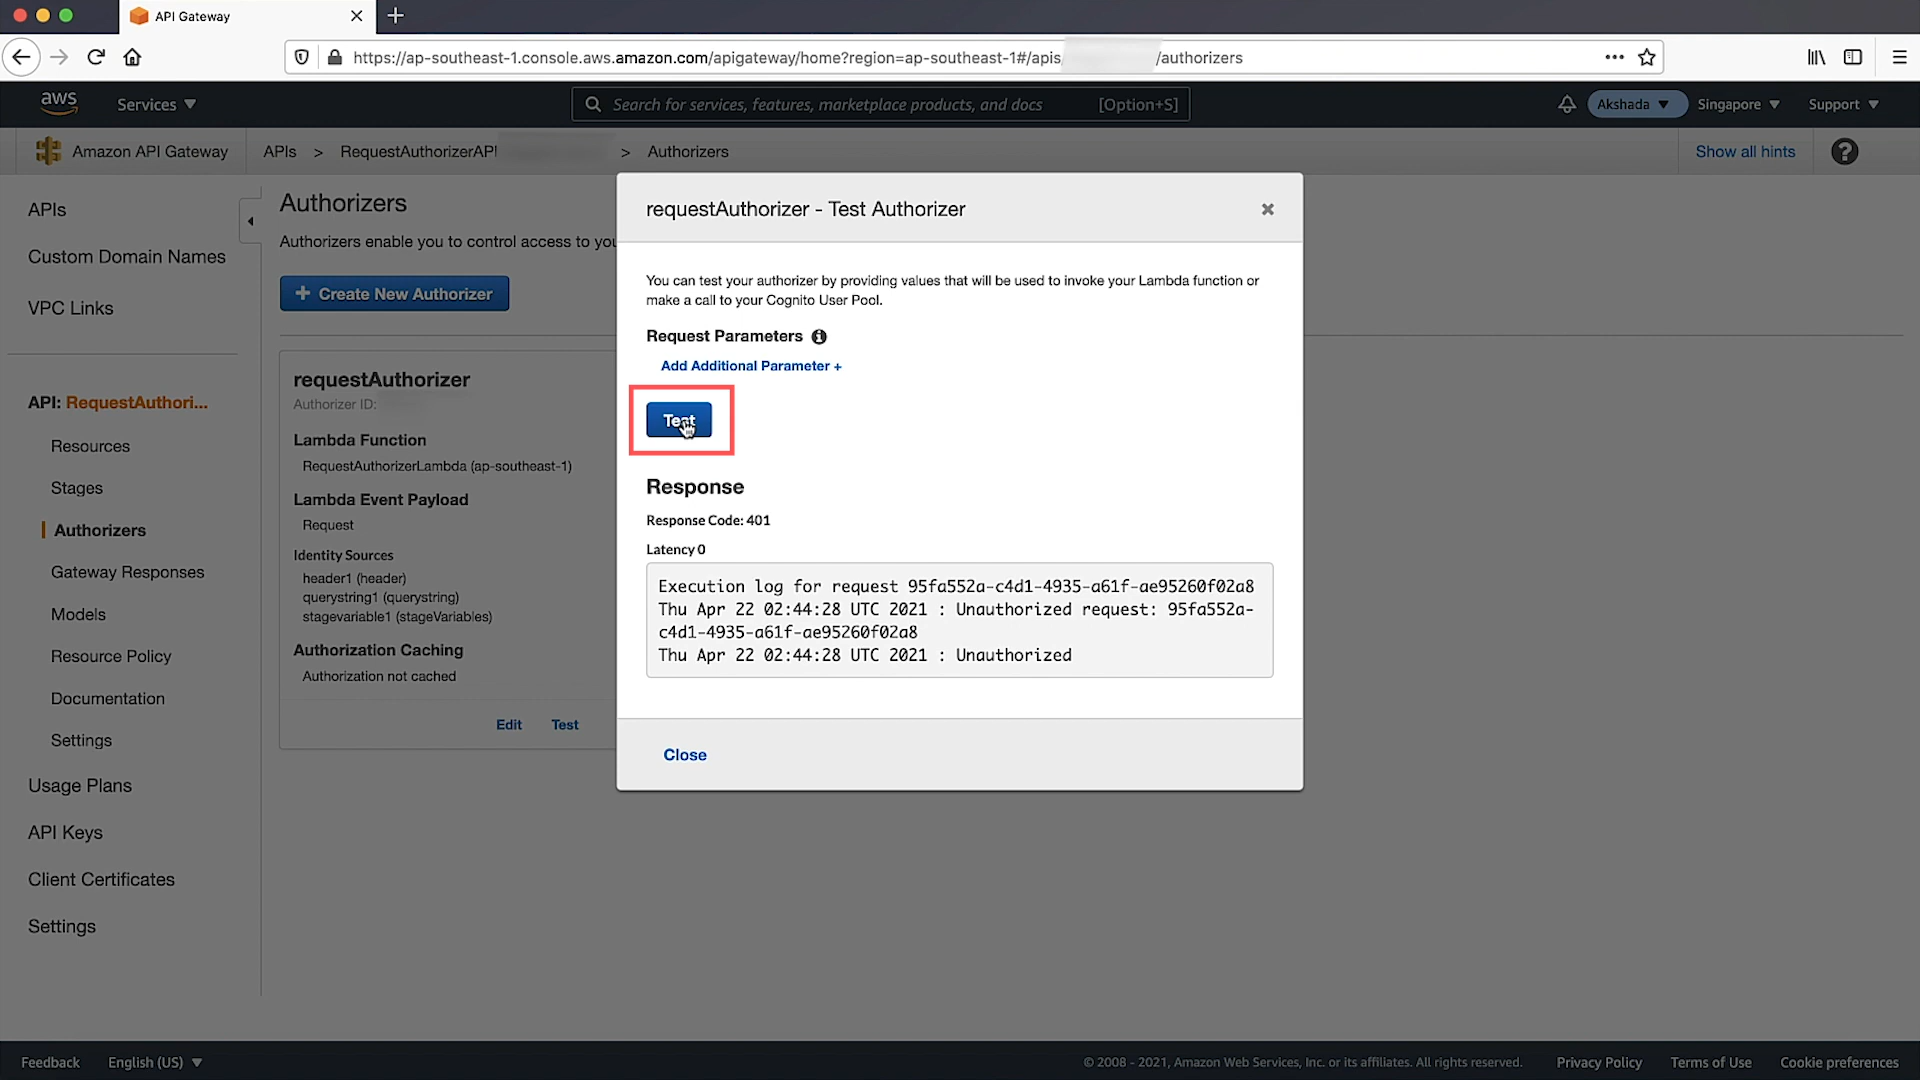 API Gateway
https://ap-southeast-1.console.aws.amazon.com/apigateway/home?region=ap-southeast-1#/apis/
/authorizers
aws
Services
Search for services, features, marketplace products, and docs
[Option+S]
Akshada
Singapore
Support
Amazon API Gateway
APIs
>
RequestAuthorizerAPI
>
Authorizers
Show all hints
?
APIs
Custom Domain Names
VPC Links
API: RequestAuthori...
Resources
Stages
Authorizers
Gateway Responses
Models
Resource Policy
Documentation
Settings
Usage Plans
API Keys
Client Certificates
Settings
Authorizers
Authorizers enable you to control access to you
+ Create New Authorizer
requestAuthorizer
Authorizer ID:
Lambda Function
RequestAuthorizerLambda (ap-southeast-1)
Lambda Event Payload
Request
Identity Sources
header1 (header)
querystring1 (querystring)
stagevariable1 (stageVariables)
Authorization Caching
Authorization not cached
Edit
Test
requestAuthorizer - Test Authorizer
You can test your authorizer by providing values that will be used to invoke your Lambda function or
make a call to your Cognito User Pool.
Request Parameters
Add Additional Parameter +
Test
Response
Response Code: 401
Latency 0
Execution log for request 95fa552a-c4d1-4935-a61f-ae95260f02a8
Thu Apr 22 02:44:28 UTC 2021 : Unauthorized request: 95fa552a-
c4d1-4935-a61f-ae95260f02a8
Thu Apr 22 02:44:28 UTC 2021 : Unauthorized
Close
Feedback
English (US)
© 2008 - 2021, Amazon Web Services, Inc. or its affiliates. All rights reserved.
Privacy Policy
Terms of Use
Cookie preferences